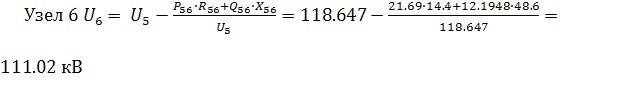 Узел 6 U₆ = U₅ − (P₅₆·R₅₆+Q₅₆·X₅₆)/U₅ = 118.647 − (21.69·14.4+12.1948·48.6)/118.647 =
111.02 кВ